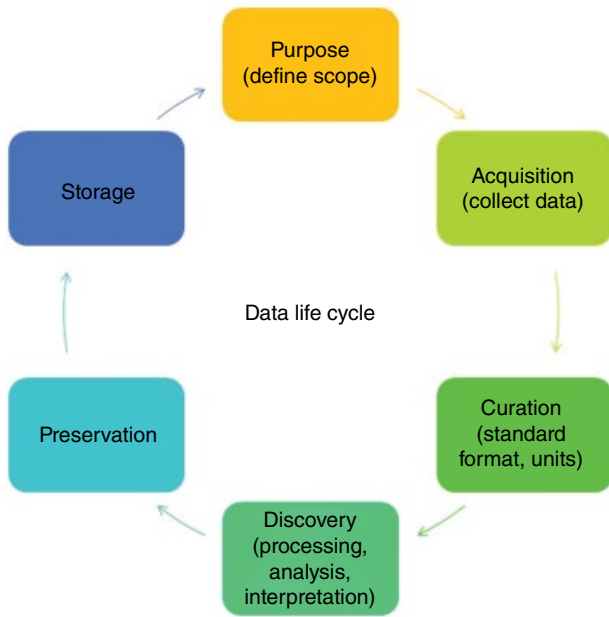 Purpose
(define scope)
Acquisition
(collect data)
Curation
(standard
format, units)
Discovery
(processing,
analysis,
interpretation)
Preservation
Storage
Data life cycle